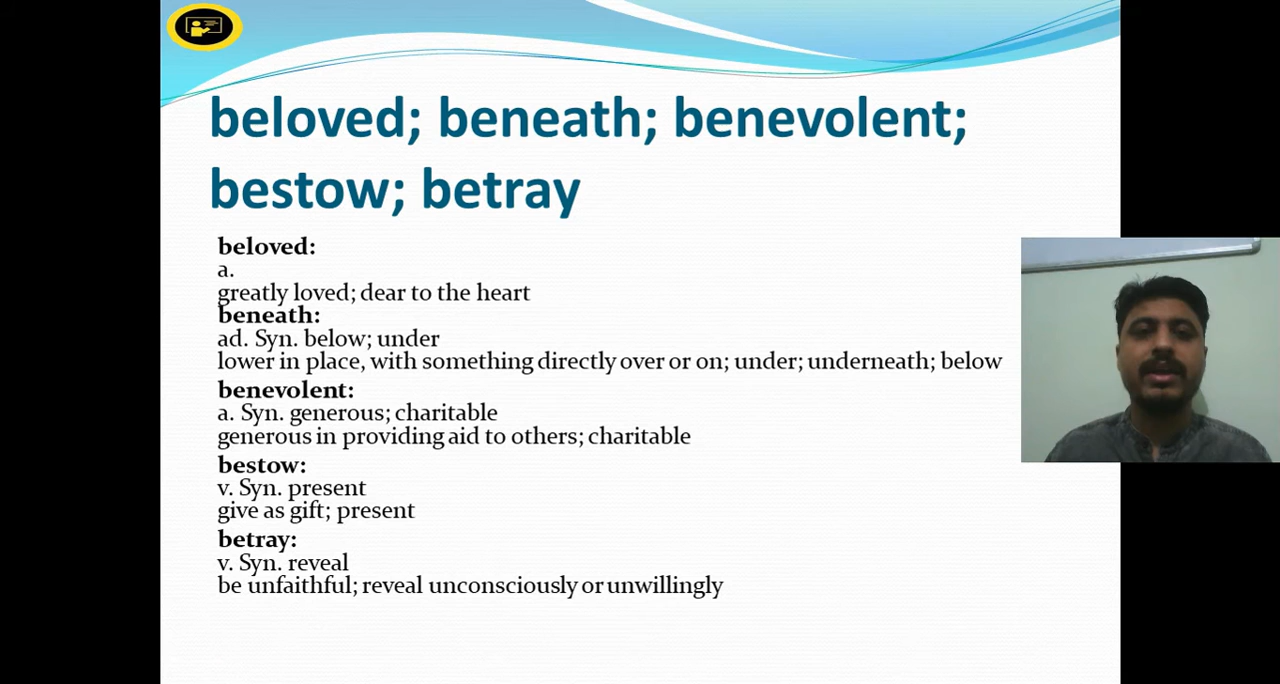 beloved; beneath; benevolent;
bestow; betray
beloved:
a.
greatly loved; dear to the heart
beneath:
ad. Syn. below; under
lower in place, with something directly over or on; under; underneath; below
benevolent:
a. Syn. generous; charitable
generous in providing aid to others; charitable
bestow:
v. Syn. present
give as gift; present
betray:
v. Syn. reveal
be unfaithful; reveal unconsciously or unwillingly